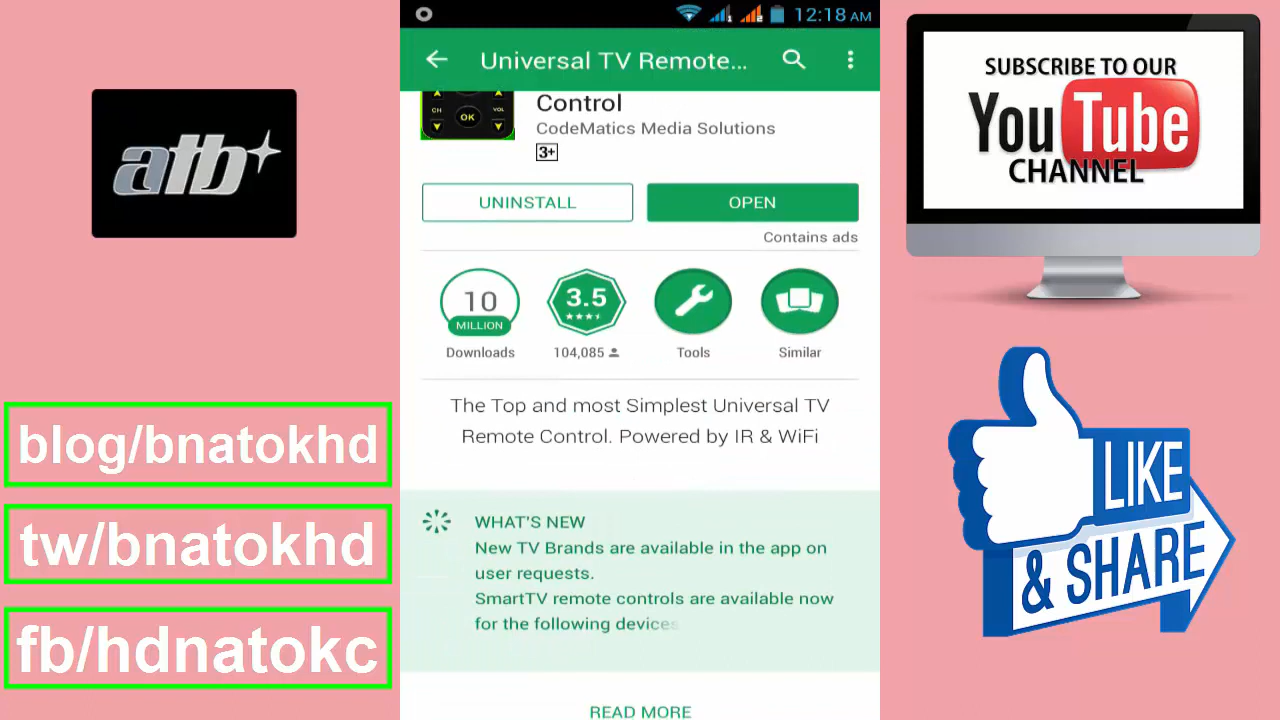 12:18 AM
Universal TV Remote...
CH
OK
VOL
Control
CodeMatics Media Solutions
3+
UNINSTALL
OPEN
Contains ads
10
MILLION
Downloads
3.5
104,085
Tools
Similar
The Top and most Simplest Universal TV
Remote Control. Powered by IR & WiFi
WHAT'S NEW
New TV Brands are available in the app on
user requests.
SmartTV remote controls are available now
for the following devices
READ MORE
atb
blog/bnatokhd
tw/bnatokhd
fb/hdnatokc
SUBSCRIBE TO OUR
YouTube
CHANNEL
LIKE
& SHARE